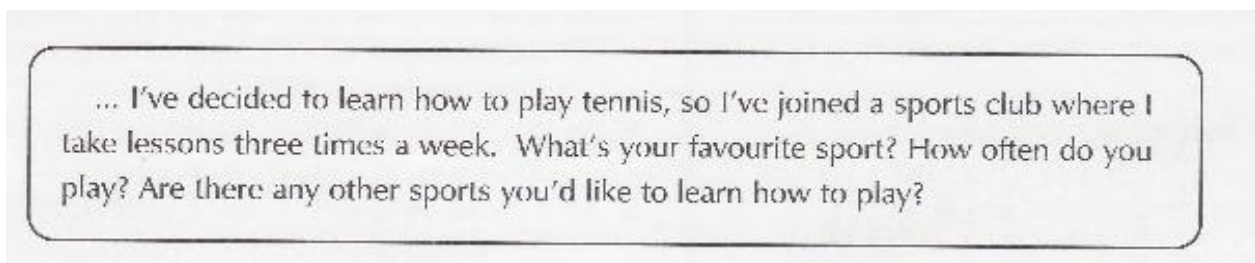 ... I've decided to learn how to play tennis, so I've joined a sports club where I
take lessons three times a week. What's your favourite sport? How often do you
play? Are there any other sports you'd like to learn how to play?